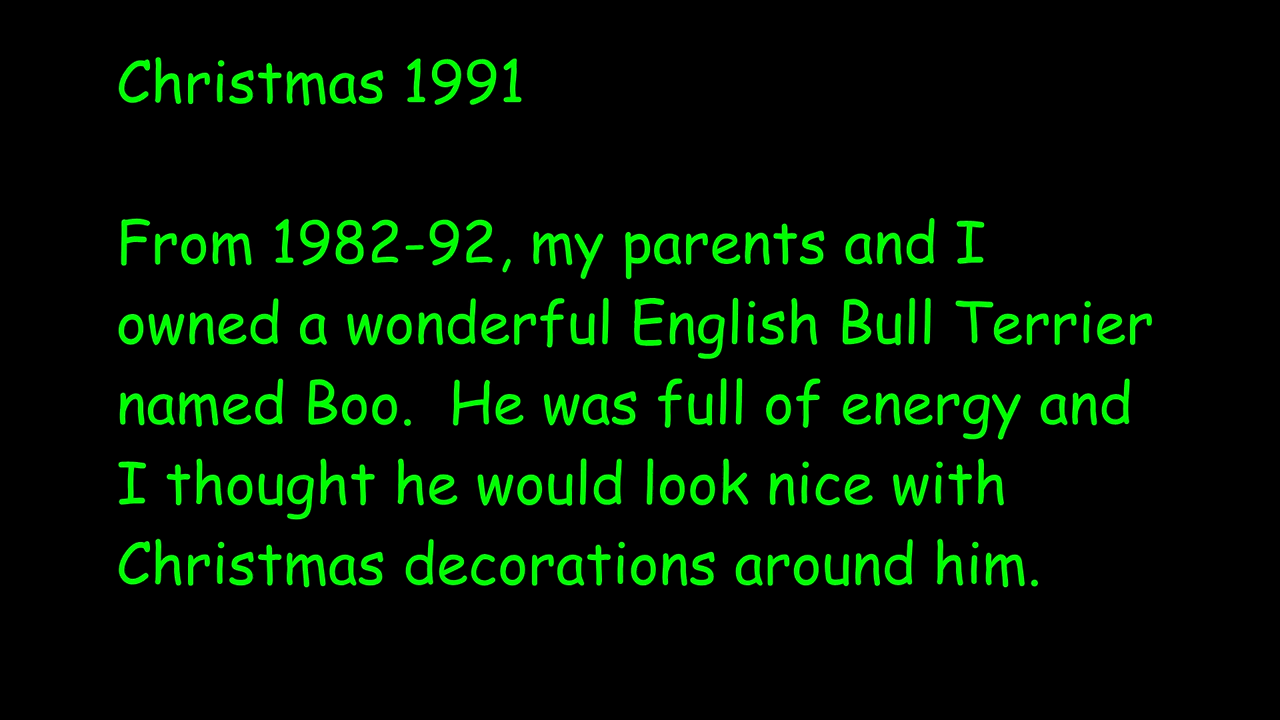 Christmas 1991
From 1982-92, my parents and I
owned a wonderful English Bull Terrier
named Boo.  He was full of energy and
I thought he would look nice with
Christmas decorations around him.